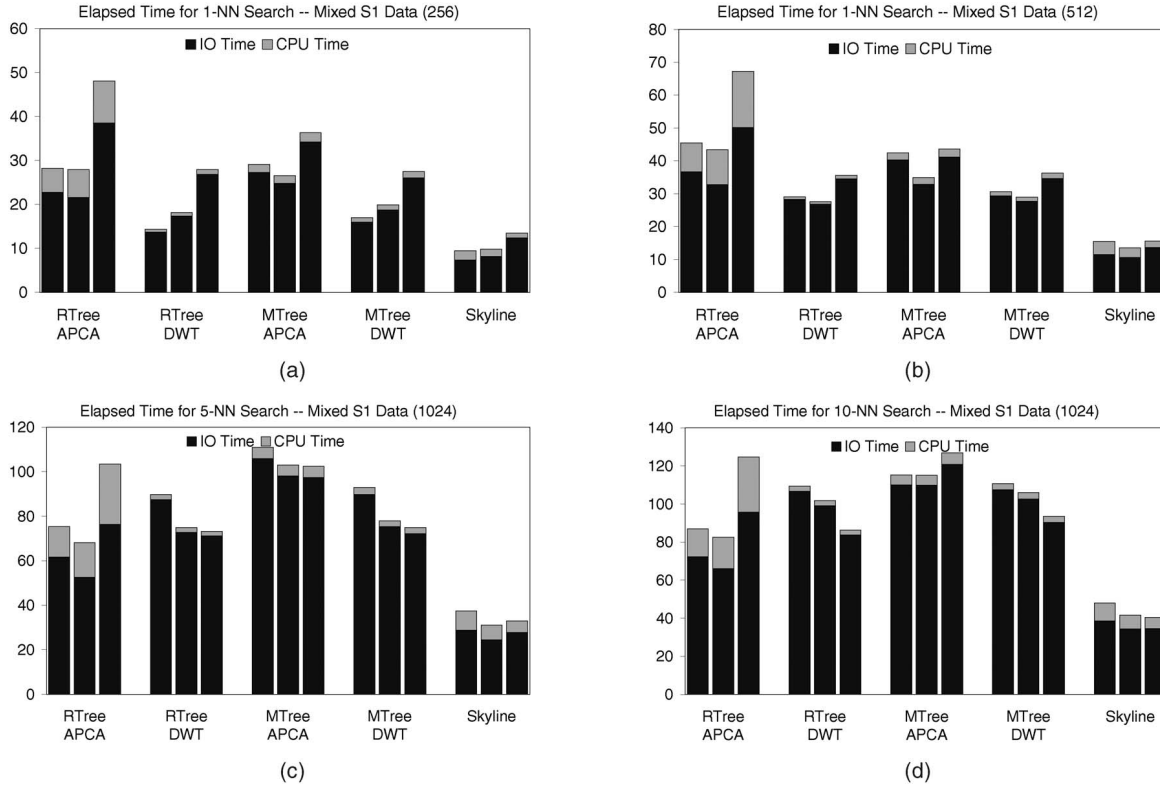 Elapsed Time for 1-NN Search -- Mixed S1 Data (256)
60
50
40
30
20
10
0
IO Time
CPU Time
RTree
APCA
RTree
DWT
MTree
APCA
MTree
DWT
Skyline
(a)
Elapsed Time for 1-NN Search -- Mixed S1 Data (512)
80
70
60
50
40
30
20
10
0
IO Time
CPU Time
RTree
APCA
RTree
DWT
MTree
APCA
MTree
DWT
Skyline
(b)
Elapsed Time for 5-NN Search -- Mixed S1 Data (1024)
120
100
80
60
40
20
0
IO Time
CPU Time
RTree
APCA
RTree
DWT
MTree
APCA
MTree
DWT
Skyline
(c)
Elapsed Time for 10-NN Search -- Mixed S1 Data (1024)
140
120
100
80
60
40
20
0
IO Time
CPU Time
RTree
APCA
RTree
DWT
MTree
APCA
MTree
DWT
Skyline
(d)